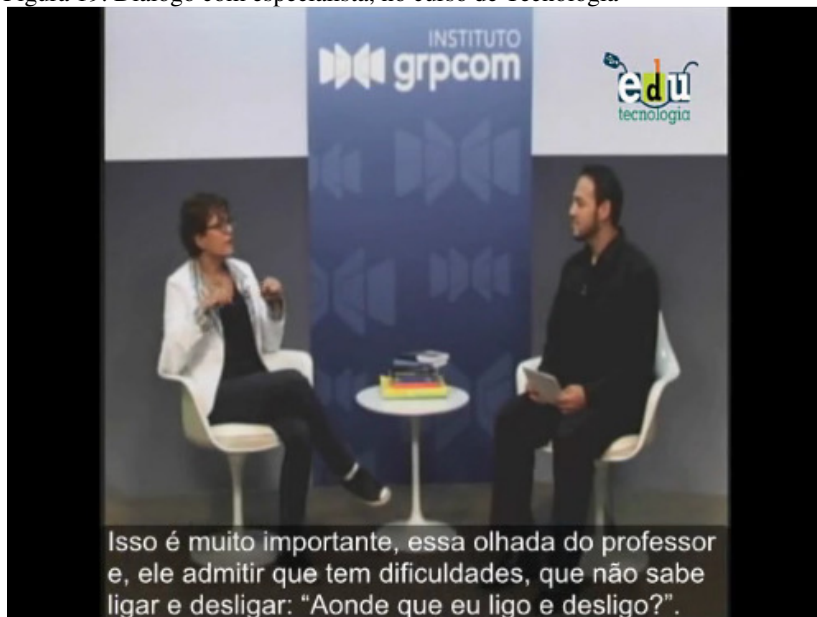 INSTITUTO
grpcom
edu
tecnologia
Isso é muito importante, essa olhada do professor
e, ele admitir que tem dificuldades, que não sabe
ligar e desligar: “Aonde que eu ligo e desligo?”.